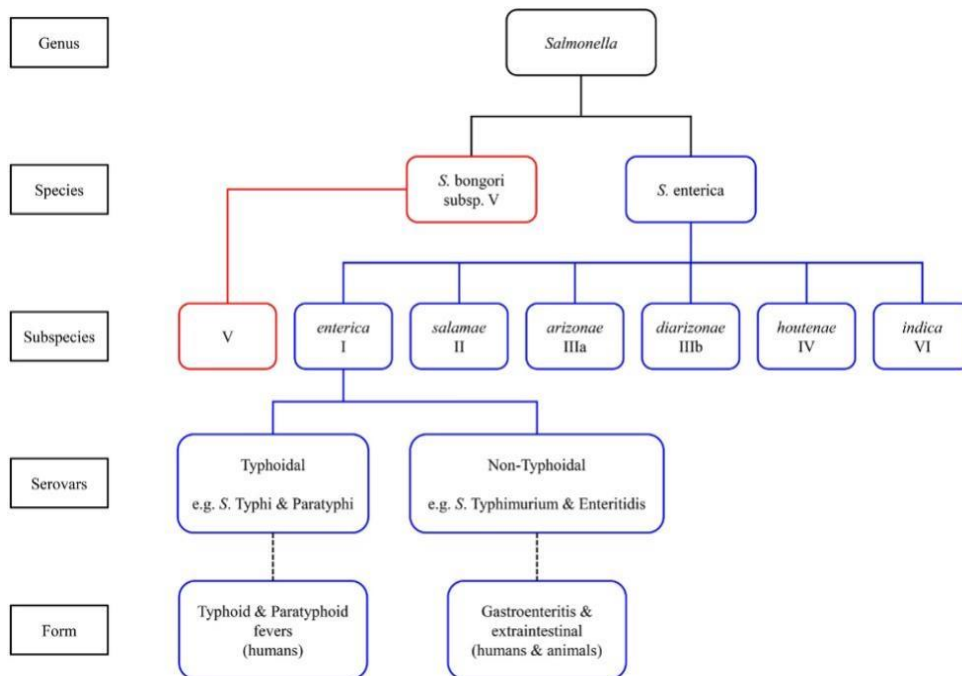 Genus
Salmonella
Species
S. bongori
subsp. V
S. enterica
Subspecies
V
enterica
I
salamae
II
arizonae
IIIa
diarizonae
IIIb
houtenae
IV
indica
VI
Serovars
Typhoidal
e.g. S. Typhi & Paratyphi
Non-Typhoidal
e.g. S. Typhimurium & Enteritidis
Form
Typhoid & Paratyphoid
fevers
(humans)
Gastroenteritis &
extraintestinal
(humans & animals)